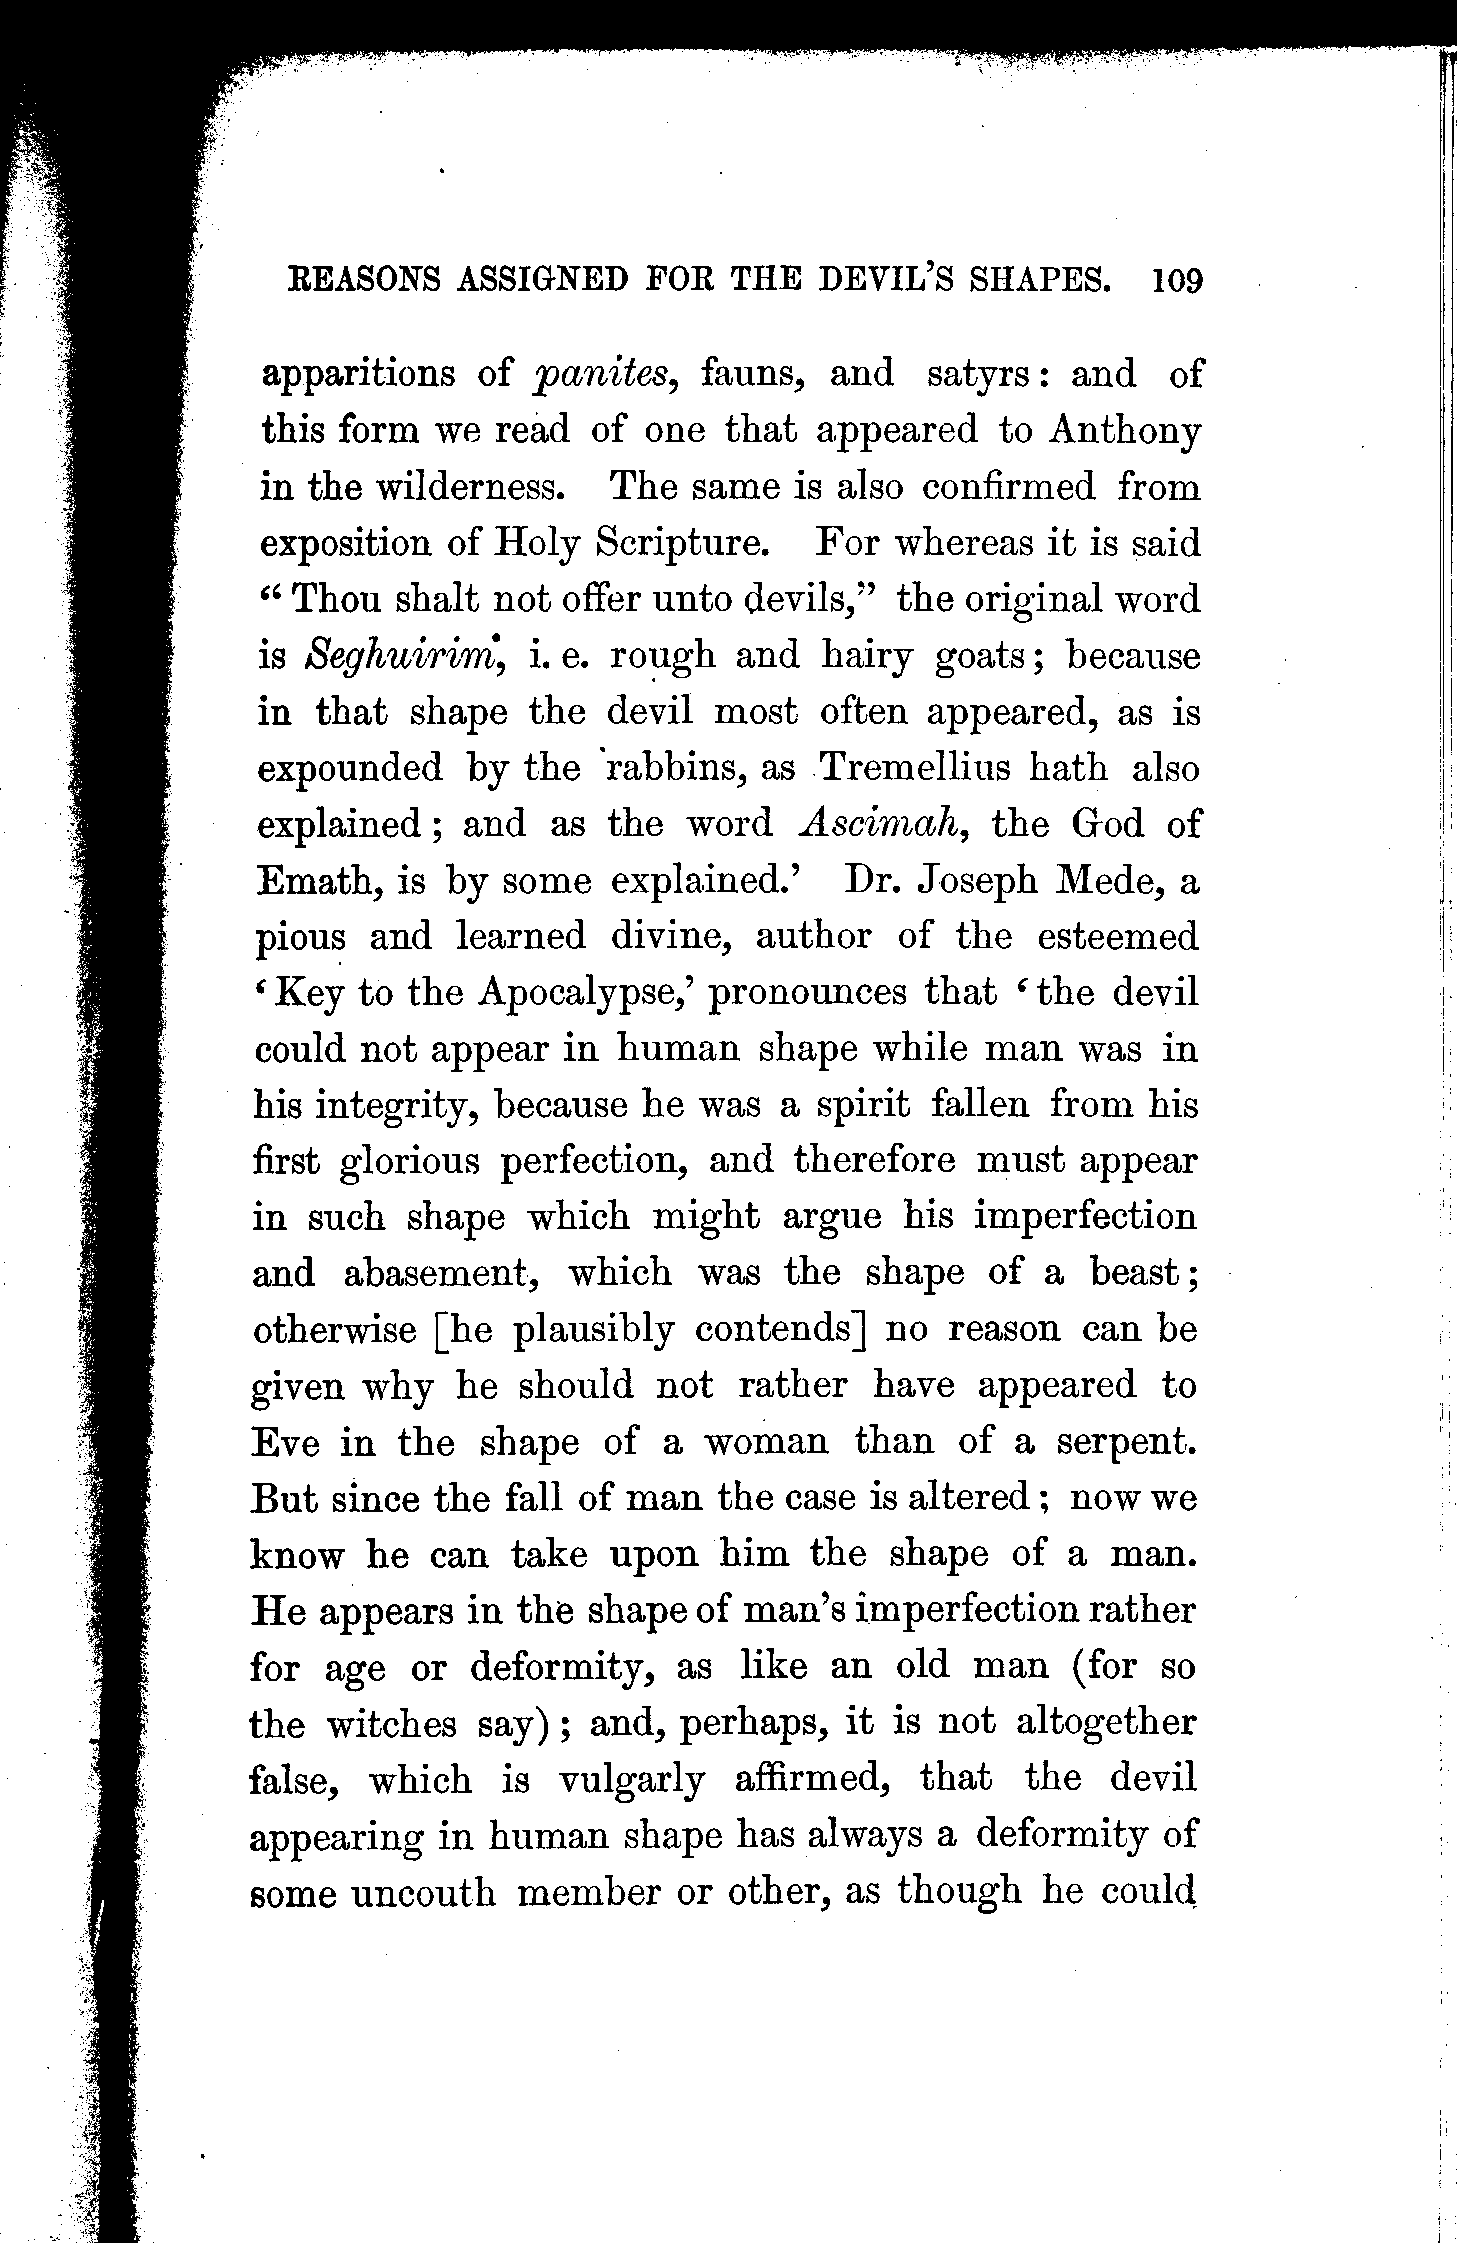 REASONS ASSIGNED FOR THE DEVIL'S SHAPES. 109
apparitions of panites, fauns, and satyrs: and of
this form we read of one that appeared to Anthony
in the wilderness. The same is also confirmed from
exposition of Holy Scripture. For whereas it is said
“Thou shalt not offer unto devils,” the original word
is Seghuirim, i. e. rough and hairy goats; because
in that shape the devil most often appeared, as is
expounded by the rabbins, as Tremellius hath also
explained; and as the word Ascimah, the God of
Emath, is by some explained.’ Dr. Joseph Mede, a
pious and learned divine, author of the esteemed
‘Key to the Apocalypse,’ pronounces that ‘the devil
could not appear in human shape while man was in
his integrity, because he was a spirit fallen from his
first glorious perfection, and therefore must appear
in such shape which might argue his imperfection
and abasement, which was the shape of a beast;
otherwise [he plausibly contends] no reason can be
given why he should not rather have appeared to
Eve in the shape of a woman than of a serpent.
But since the fall of man the case is altered; now we
know he can take upon him the shape of a man.
He appears in the shape of man’s imperfection rather
for age or deformity, as like an old man (for so
the witches say); and, perhaps, it is not altogether
false, which is vulgarly affirmed, that the devil
appearing in human shape has always a deformity of
some uncouth member or other, as though he could